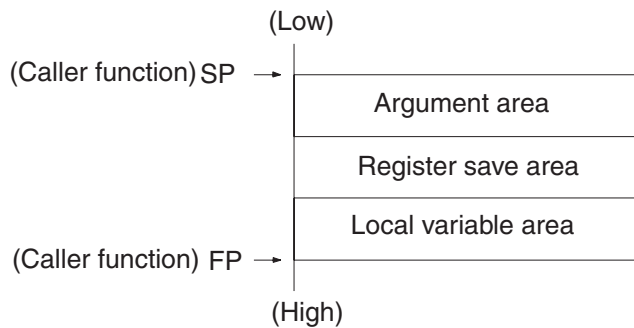 (Low)
(Caller function) SP
Argument area
Register save area
Local variable area
(Caller function) FP
(High)